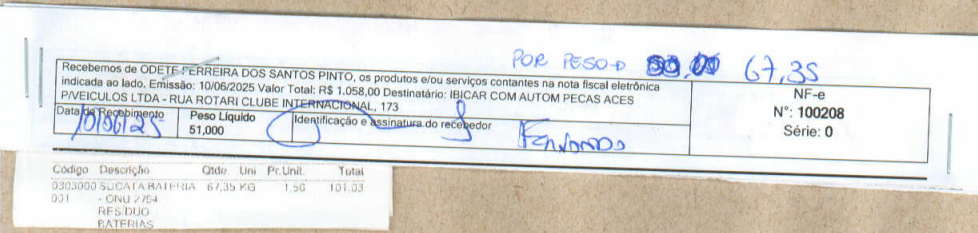 POR PESO → 67,35
Recebemos de ODETE FERREIRA DOS SANTOS PINTO, os produtos e/ou serviços contantes na nota fiscal eletrônica
indicada ao lado. Emissão: 10/06/2025 Valor Total: R$ 1.058,00 Destinatário: IBICAR COM AUTOM PECAS ACES
P/VEICULOS LTDA - RUA ROTARI CLUBE INTERNACIONAL, 173
NF-e
N°: 100208
Série: 0
Data de Recebimento
10/06/25
Peso Líquido
51,000
Identificação e assinatura do recebedor
Fernando
Código Descrição Qtde Uni Pr.Unit. Total
0303000 SUCATA BATERIA 67,35 KG 1,50 101,03
001 - ONU 2794
RESIDUO
BATERIAS